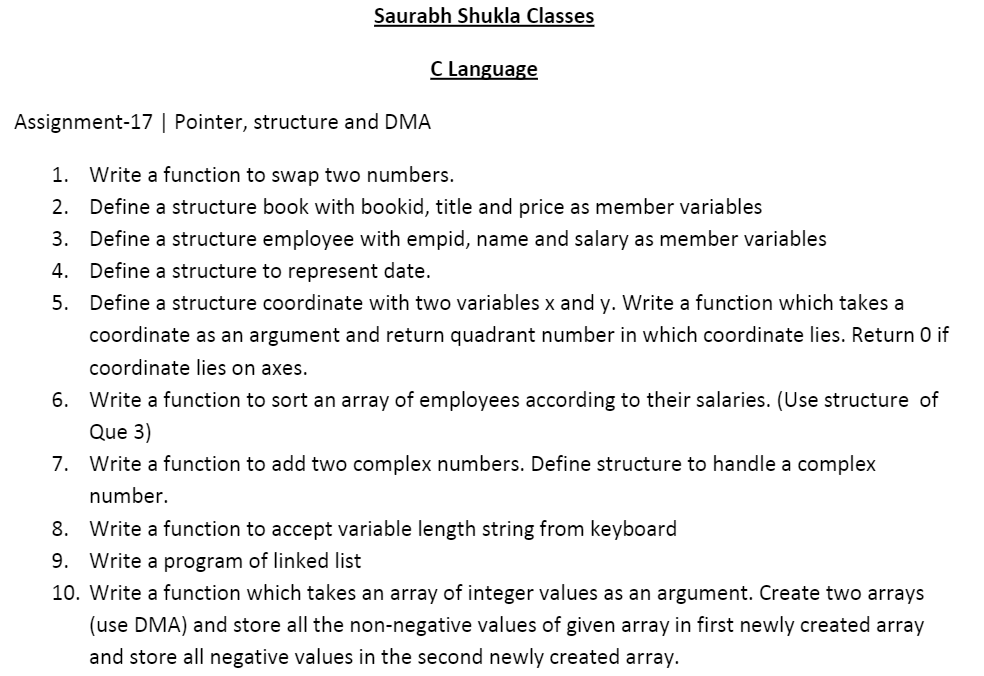 Saurabh Shukla Classes
C Language
Assignment-17 | Pointer, structure and DMA
1. Write a function to swap two numbers.
2. Define a structure book with bookid, title and price as member variables
3. Define a structure employee with empid, name and salary as member variables
4. Define a structure to represent date.
5. Define a structure coordinate with two variables x and y. Write a function which takes a
coordinate as an argument and return quadrant number in which coordinate lies. Return 0 if
coordinate lies on axes.
6. Write a function to sort an array of employees according to their salaries. (Use structure of
Que 3)
7. Write a function to add two complex numbers. Define structure to handle a complex
number.
8. Write a function to accept variable length string from keyboard
9. Write a program of linked list
10. Write a function which takes an array of integer values as an argument. Create two arrays
(use DMA) and store all the non-negative values of given array in first newly created array
and store all negative values in the second newly created array.